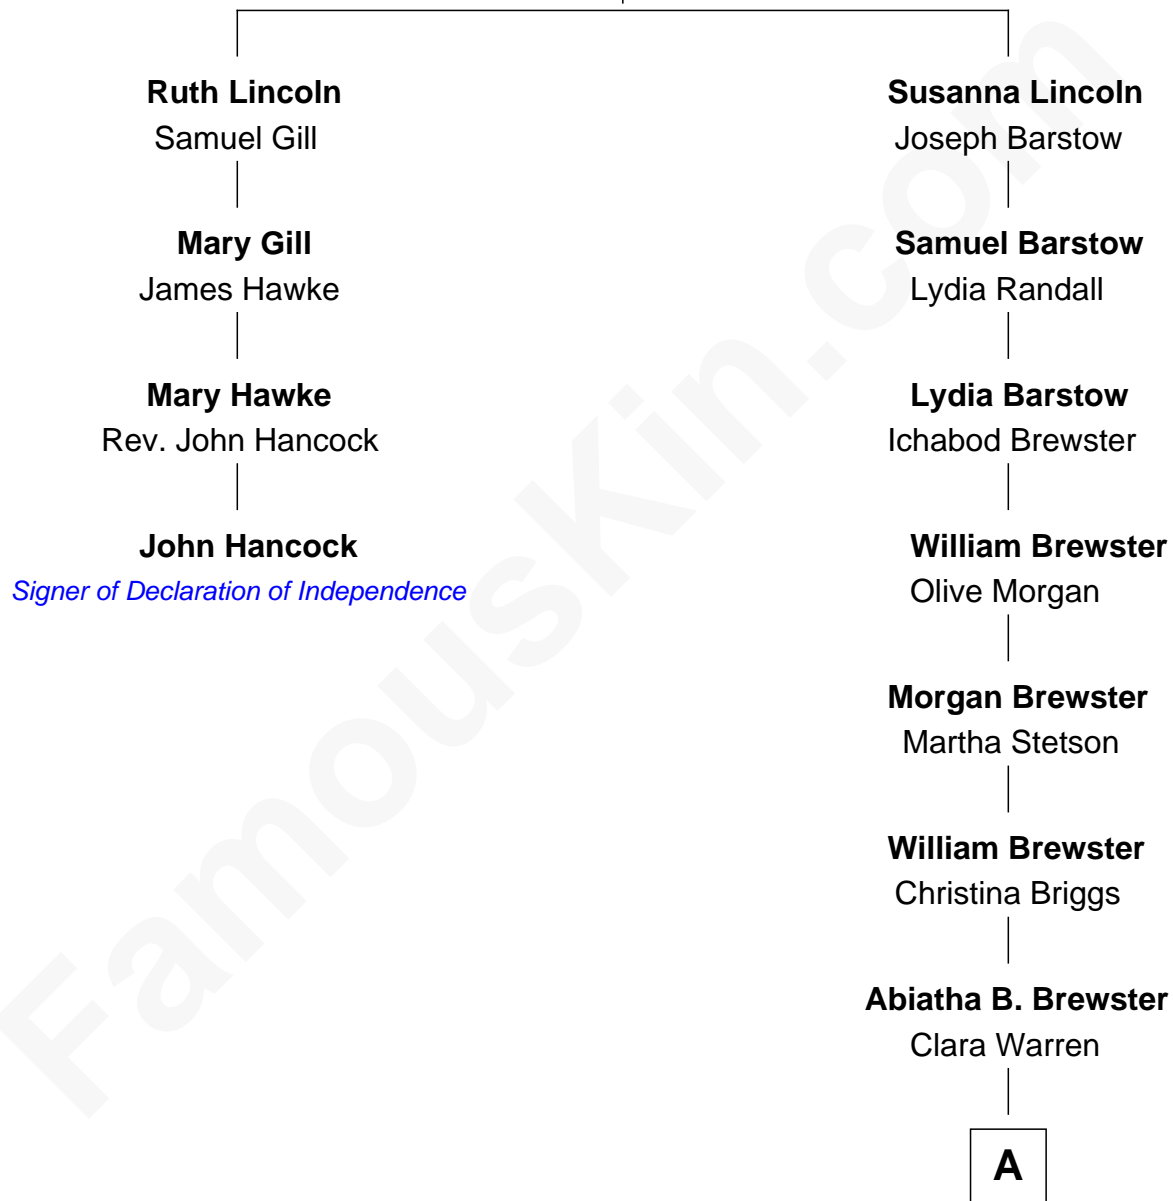 Ruth Lincoln
Samuel Gill
Mary Gill
James Hawke
Mary Hawke
Rev. John Hancock
John Hancock
Signer of Declaration of Independence
Susanna Lincoln
Joseph Barstow
Samuel Barstow
Lydia Randall
Lydia Barstow
Ichabod Brewster
William Brewster
Olive Morgan
Morgan Brewster
Martha Stetson
William Brewster
Christina Briggs
Abiatha B. Brewster
Clara Warren
A
FamousKin.com